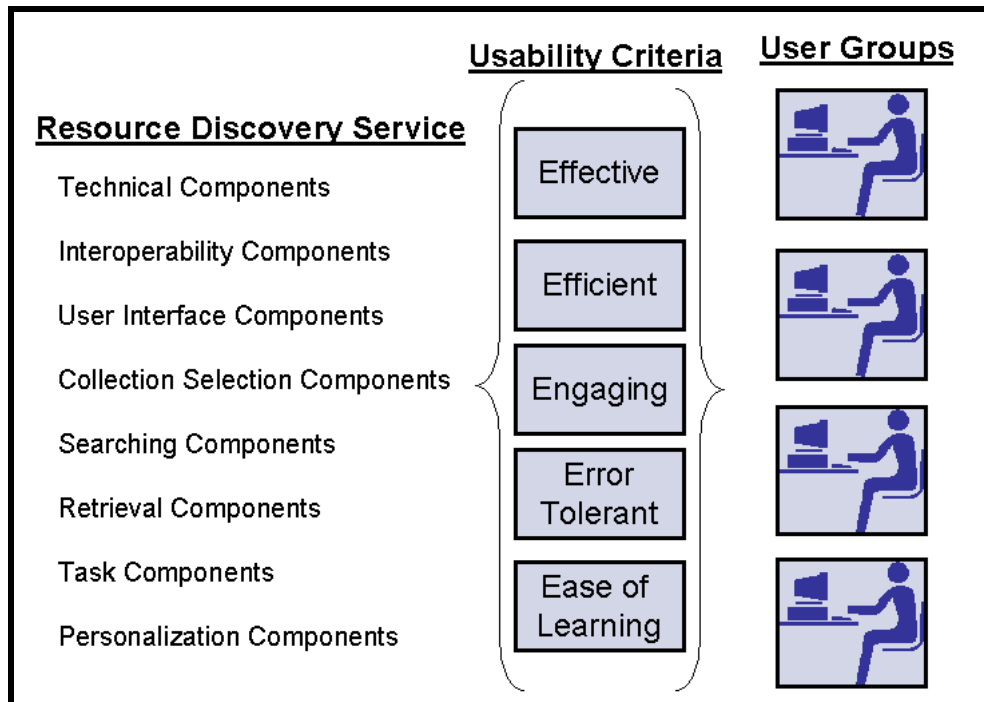 Resource Discovery Service
Technical Components
Interoperability Components
User Interface Components
Collection Selection Components
Searching Components
Retrieval Components
Task Components
Personalization Components
Usability Criteria
Effective
Efficient
Engaging
Error
Tolerant
Ease of
Learning
User Groups